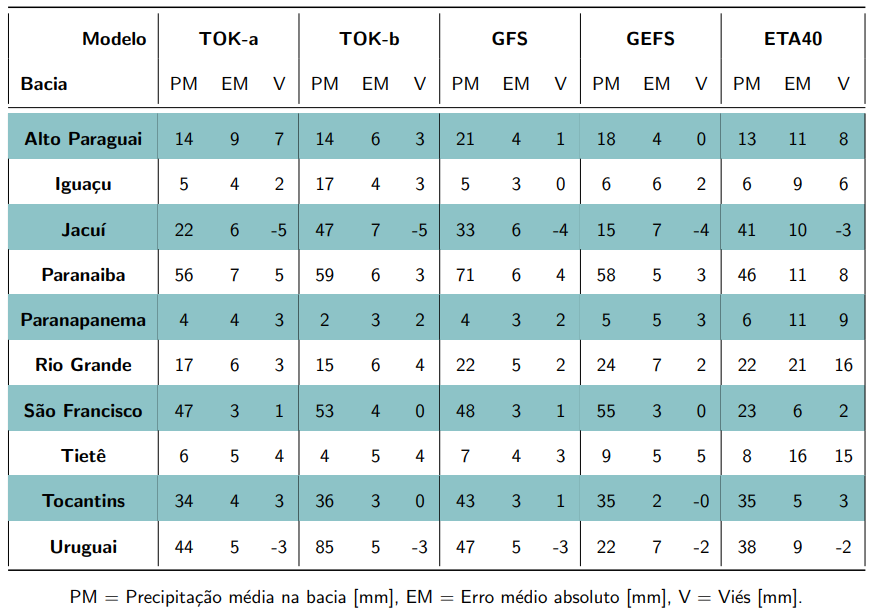 Modelo TOK-a TOK-b GFS GEFS ETA40
Bacia PM EM V PM EM V PM EM V PM EM V PM EM V
Alto Paraguai 14 9 7 14 6 3 21 4 1 18 4 0 13 11 8
Iguaçu 5 4 2 17 4 3 5 3 0 6 6 2 6 9 6
Jacuí 22 6 -5 47 7 -5 33 6 -4 15 7 -4 41 10 -3
Paranaiba 56 7 5 59 6 3 71 6 4 58 5 3 46 11 8
Paranapanema 4 4 3 2 3 2 4 3 2 5 5 3 6 11 9
Rio Grande 17 6 3 15 6 4 22 5 2 24 7 2 22 21 16
São Francisco 47 3 1 53 4 0 48 3 1 55 3 0 23 6 2
Tietê 6 5 4 4 5 4 7 4 3 9 5 5 8 16 15
Tocantins 34 4 3 36 3 0 43 3 1 35 2 -0 35 5 3
Uruguai 44 5 -3 85 5 -3 47 5 -3 22 7 -2 38 9 -2
PM = Precipitação média na bacia [mm], EM = Erro médio absoluto [mm], V = Viés [mm].